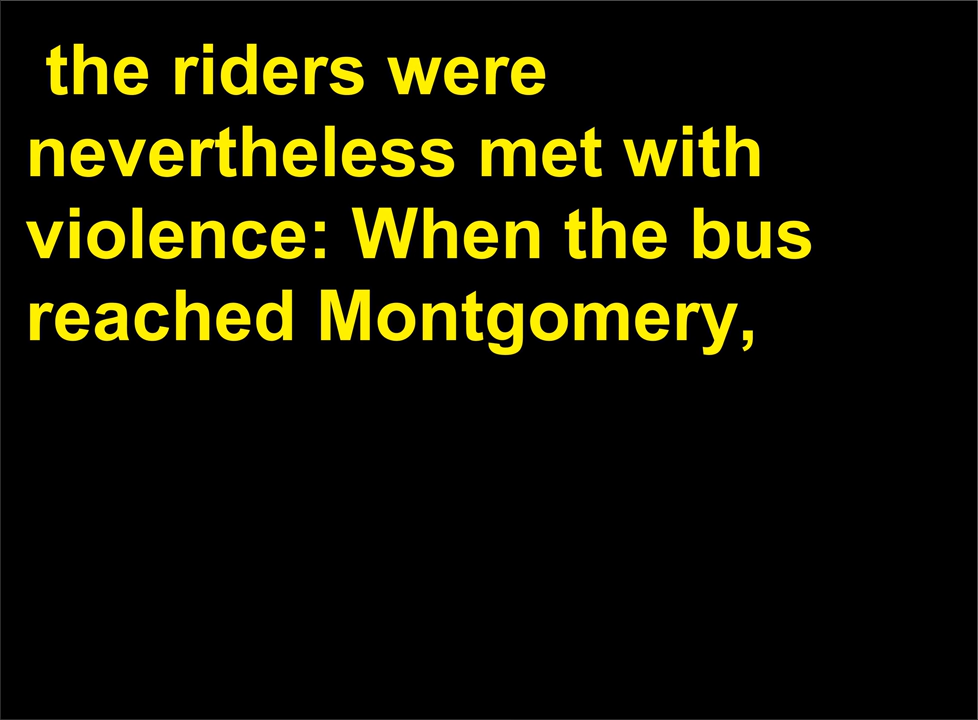 the riders were
nevertheless met with
violence: When the bus
reached Montgomery,